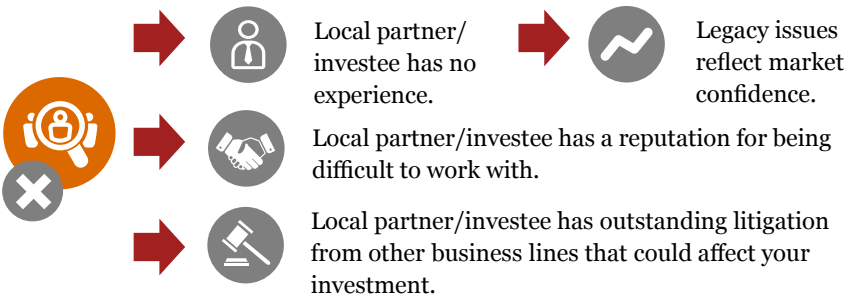 Local partner/
investee has no
experience.
Legacy issues
reflect market
confidence.
Local partner/investee has a reputation for being
difficult to work with.
Local partner/investee has outstanding litigation
from other business lines that could affect your
investment.